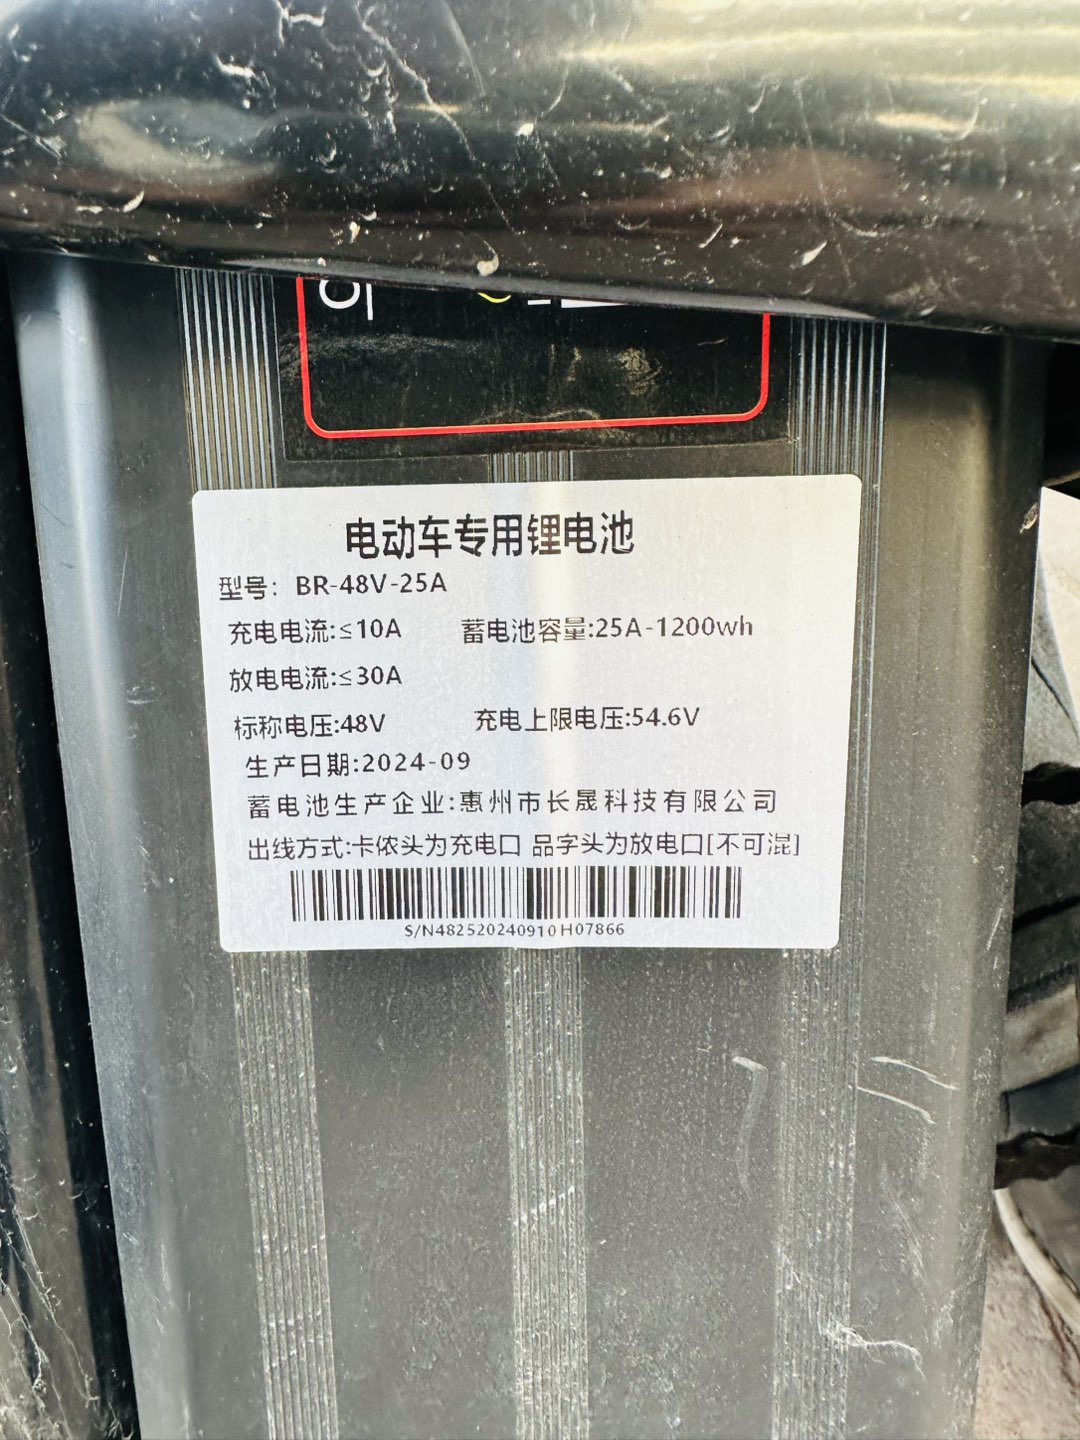 电动车专用锂电池
型号：BR-48V-25A
充电电流:≤10A 蓄电池容量:25A-1200wh
放电电流:≤30A
标称电压:48V 充电上限电压:54.6V
生产日期:2024-09
蓄电池生产企业:惠州市长晟科技有限公司
出线方式:卡侬头为充电口 品字头为放电口[不可混]
S/N482520240910H07866